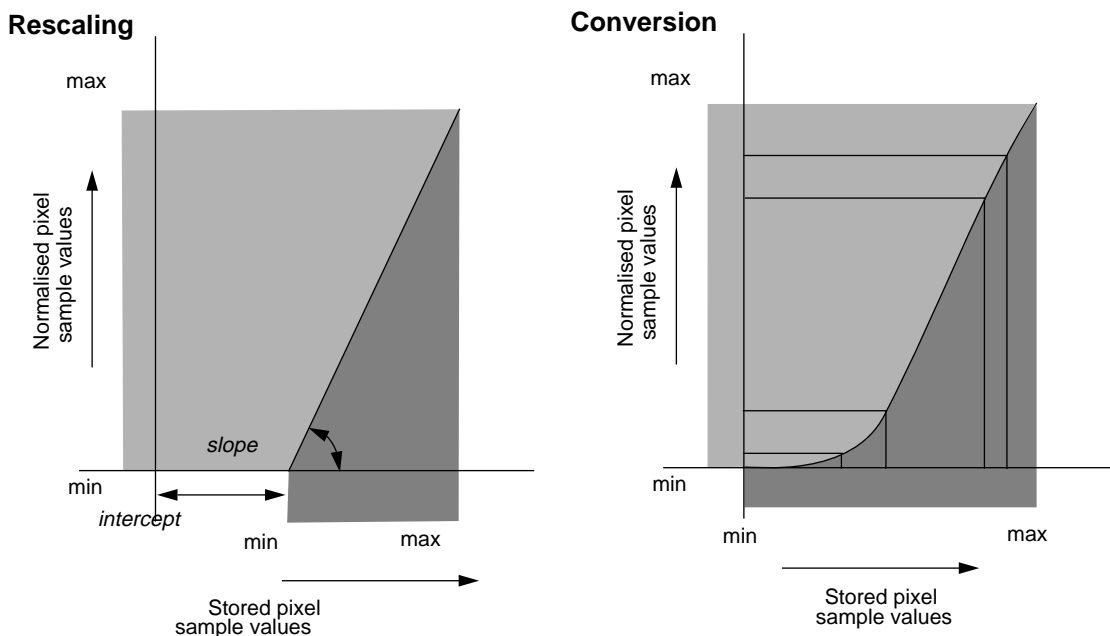 Rescaling
max
Normalised pixel
sample values
slope
min
intercept
min
max
Stored pixel
sample values
Conversion
max
Normalised pixel
sample values
min
min
max
Stored pixel
sample values